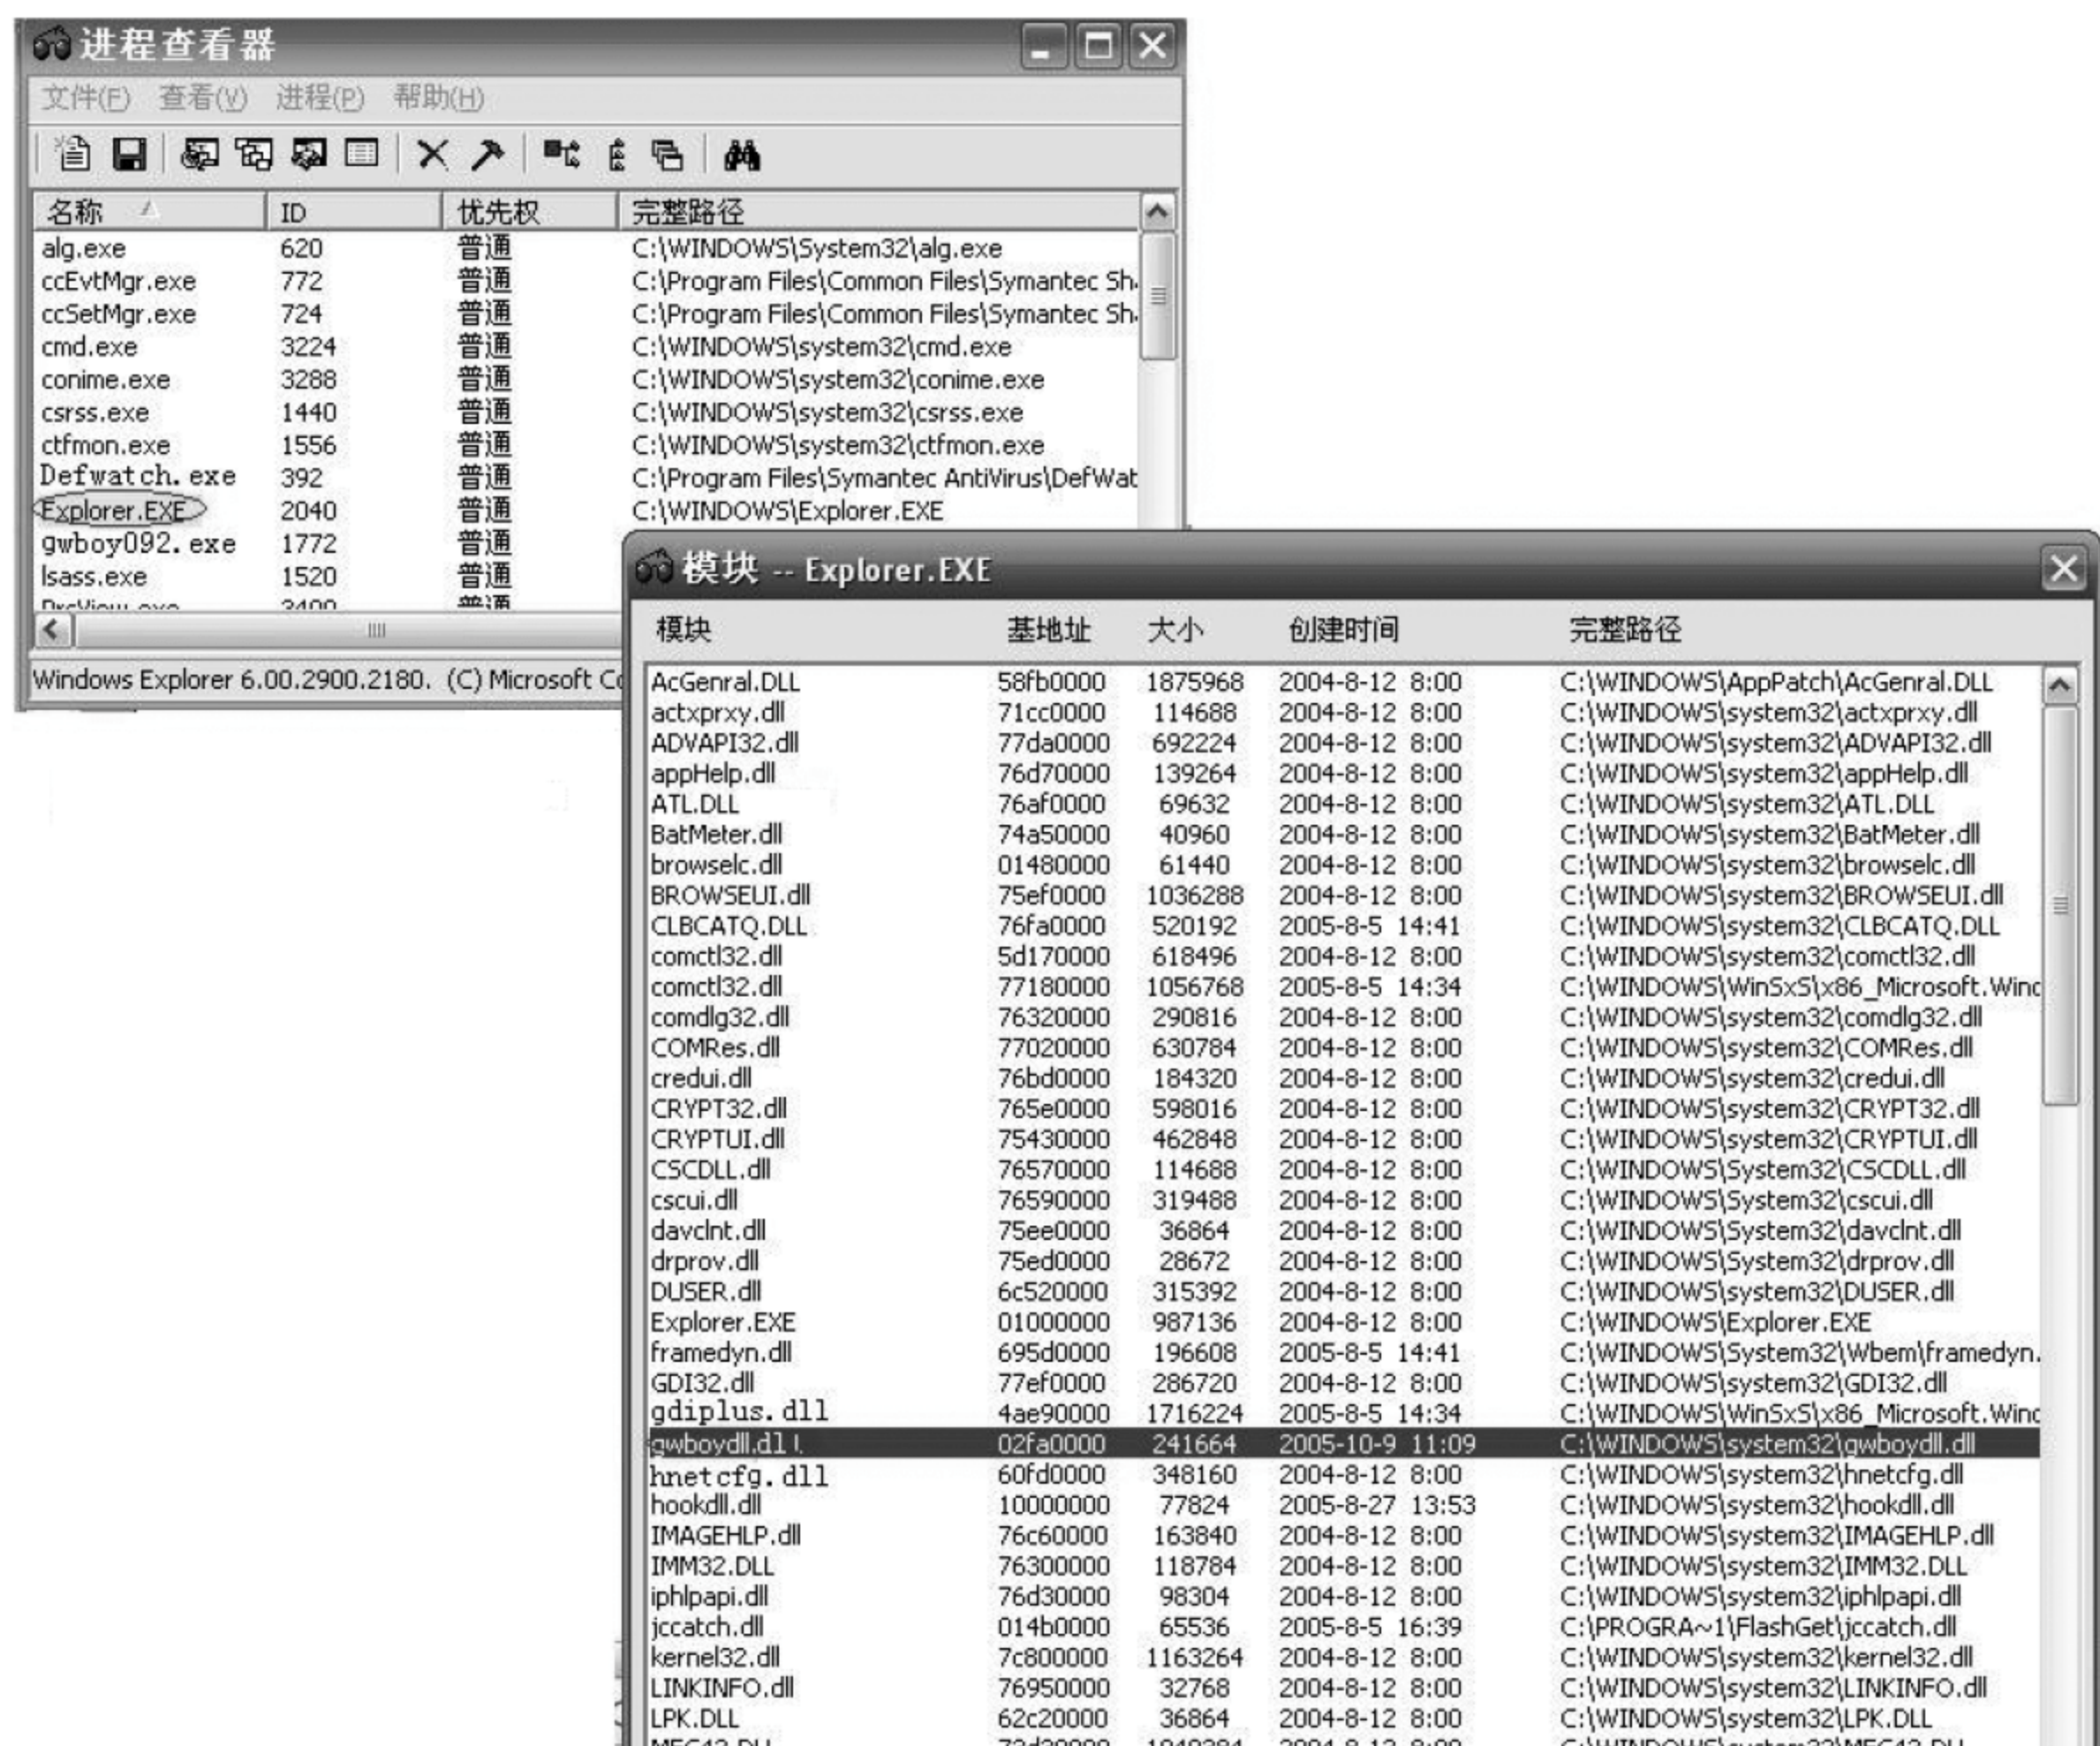 进程查看器
文件(F) 查看(V) 进程(P) 帮助(H)
名称 ID 优先权 完整路径
alg.exe 620 普通 C:\WINDOWS\System32\alg.exe
ccEvtMgr.exe 772 普通 C:\Program Files\Common Files\Symantec Sh
ccSetMgr.exe 724 普通 C:\Program Files\Common Files\Symantec Sh
cmd.exe 3224 普通 C:\WINDOWS\system32\cmd.exe
conime.exe 3288 普通 C:\WINDOWS\system32\conime.exe
csrss.exe 1440 普通 C:\WINDOWS\system32\csrss.exe
ctfmon.exe 1556 普通 C:\WINDOWS\system32\ctfmon.exe
Defwatch.exe 392 普通 C:\Program Files\Symantec AntiVirus\DefWat
Explorer.EXE 2040 普通 C:\WINDOWS\Explorer.EXE
gwboy092.exe 1772 普通
lsass.exe 1520 普通
PrcView.exe 3400 普通
Windows Explorer 6.00.2900.2180. (C) Microsoft Co
模块 -- Explorer.EXE
模块 基地址 大小 创建时间 完整路径
AcGenral.DLL 58fb0000 1875968 2004-8-12 8:00 C:\WINDOWS\AppPatch\AcGenral.DLL
actxprxy.dll 71cc0000 114688 2004-8-12 8:00 C:\WINDOWS\system32\actxprxy.dll
ADVAPI32.dll 77da0000 692224 2004-8-12 8:00 C:\WINDOWS\system32\ADVAPI32.dll
appHelp.dll 76d70000 139264 2004-8-12 8:00 C:\WINDOWS\system32\appHelp.dll
ATL.DLL 76af0000 69632 2004-8-12 8:00 C:\WINDOWS\system32\ATL.DLL
BatMeter.dll 74a50000 40960 2004-8-12 8:00 C:\WINDOWS\system32\BatMeter.dll
browselc.dll 01480000 61440 2004-8-12 8:00 C:\WINDOWS\system32\browselc.dll
BROWSEUI.dll 75ef0000 1036288 2004-8-12 8:00 C:\WINDOWS\system32\BROWSEUI.dll
CLBCATQ.DLL 76fa0000 520192 2005-8-5 14:41 C:\WINDOWS\system32\CLBCATQ.DLL
comctl32.dll 5d170000 618496 2004-8-12 8:00 C:\WINDOWS\system32\comctl32.dll
comctl32.dll 77180000 1056768 2005-8-5 14:34 C:\WINDOWS\WinSxS\x86_Microsoft.Winc
comdlg32.dll 76320000 290816 2004-8-12 8:00 C:\WINDOWS\system32\comdlg32.dll
COMRes.dll 77020000 630784 2004-8-12 8:00 C:\WINDOWS\system32\COMRes.dll
credui.dll 76bd0000 184320 2004-8-12 8:00 C:\WINDOWS\system32\credui.dll
CRYPT32.dll 765e0000 598016 2004-8-12 8:00 C:\WINDOWS\system32\CRYPT32.dll
CRYPTUI.dll 75430000 462848 2004-8-12 8:00 C:\WINDOWS\system32\CRYPTUI.dll
CSCDLL.dll 76570000 114688 2004-8-12 8:00 C:\WINDOWS\System32\CSCDLL.dll
cscui.dll 76590000 319488 2004-8-12 8:00 C:\WINDOWS\System32\cscui.dll
davclnt.dll 75ee0000 36864 2004-8-12 8:00 C:\WINDOWS\System32\davclnt.dll
drprov.dll 75ed0000 28672 2004-8-12 8:00 C:\WINDOWS\System32\drprov.dll
DUSER.dll 6c520000 315392 2004-8-12 8:00 C:\WINDOWS\system32\DUSER.dll
Explorer.EXE 01000000 987136 2004-8-12 8:00 C:\WINDOWS\Explorer.EXE
framedyn.dll 695d0000 196608 2005-8-5 14:41 C:\WINDOWS\System32\Wbem\framedyn.
GDI32.dll 77ef0000 286720 2004-8-12 8:00 C:\WINDOWS\system32\GDI32.dll
gdiplus.dll 4ae90000 1716224 2005-8-5 14:34 C:\WINDOWS\WinSxS\x86_Microsoft.Winc
gwboydll.dll 02fa0000 241664 2005-10-9 11:09 C:\WINDOWS\system32\gwboydll.dll
hnetcfg.dll 60fd0000 348160 2004-8-12 8:00 C:\WINDOWS\system32\hnetcfg.dll
hookdll.dll 10000000 77824 2005-8-27 13:53 C:\WINDOWS\system32\hookdll.dll
IMAGEHLP.dll 76c60000 163840 2004-8-12 8:00 C:\WINDOWS\system32\IMAGEHLP.dll
IMM32.DLL 76300000 118784 2004-8-12 8:00 C:\WINDOWS\system32\IMM32.DLL
iphlpapi.dll 76d30000 98304 2004-8-12 8:00 C:\WINDOWS\system32\iphlpapi.dll
jccatch.dll 014b0000 65536 2005-8-5 16:39 C:\PROGRA~1\FlashGet\jccatch.dll
kernel32.dll 7c800000 1163264 2004-8-12 8:00 C:\WINDOWS\system32\kernel32.dll
LINKINFO.dll 76950000 32768 2004-8-12 8:00 C:\WINDOWS\system32\LINKINFO.dll
LPK.DLL 62c20000 36864 2004-8-12 8:00 C:\WINDOWS\system32\LPK.DLL